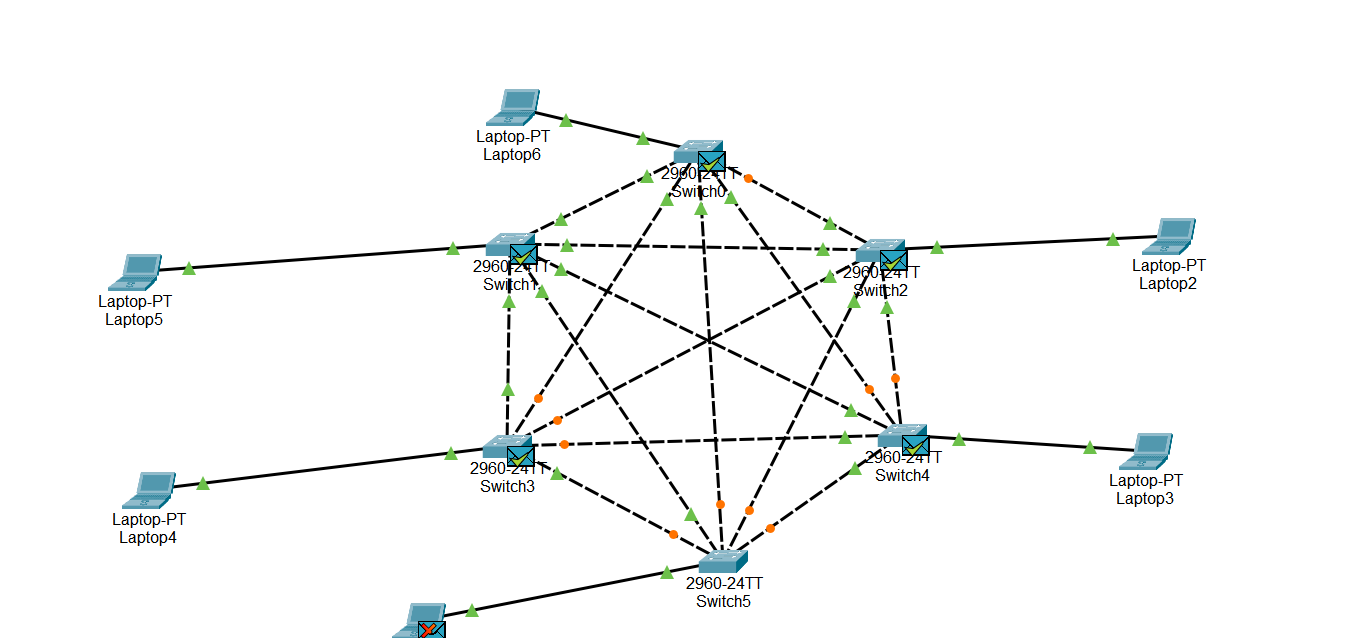 Laptop-PT
Laptop6
2960-24TT
Switch0
Laptop-PT
Laptop2
2960-24TT
Switch1
2960-24TT
Switch2
Laptop-PT
Laptop5
2960-24TT
Switch4
2960-24TT
Switch3
Laptop-PT
Laptop3
Laptop-PT
Laptop4
2960-24TT
Switch5